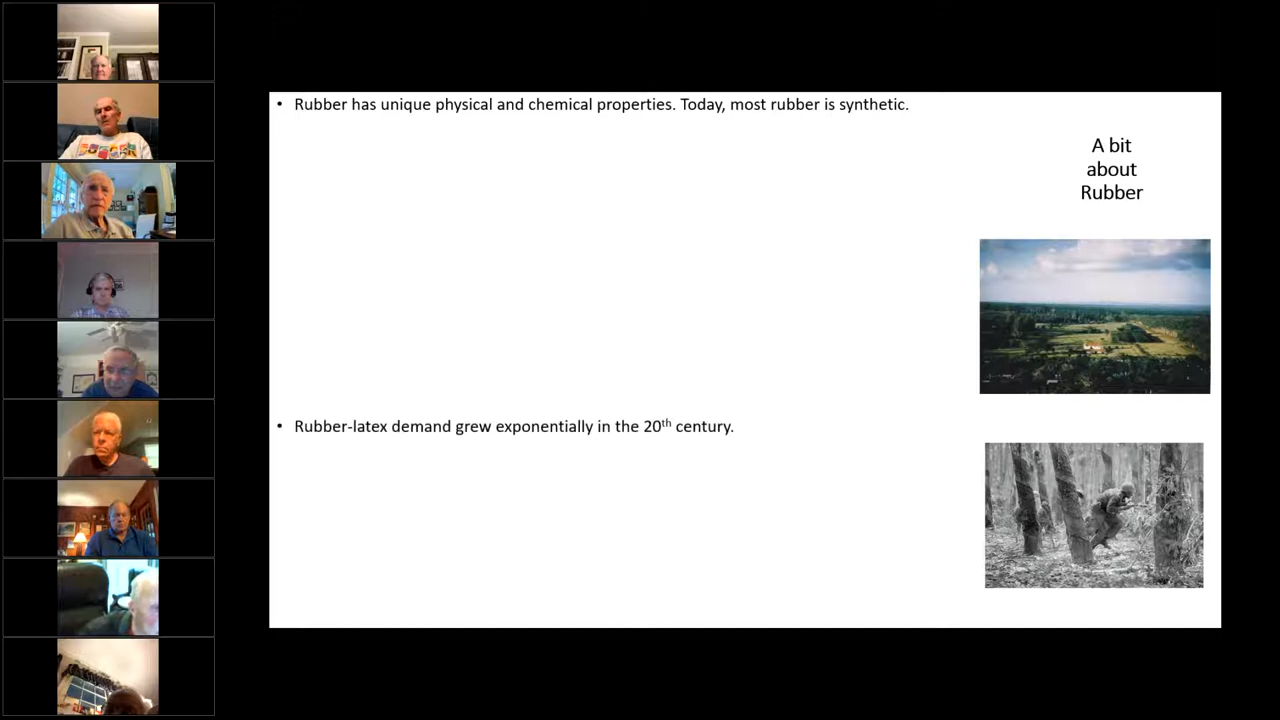 • Rubber has unique physical and chemical properties. Today, most rubber is synthetic.
A bit
about
Rubber
• Rubber-latex demand grew exponentially in the 20th century.